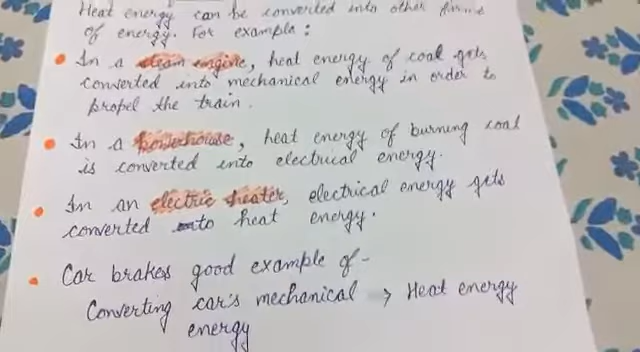 Heat energy can be converted into other forms
of energy. For example:
• In a steam engine, heat energy of coal gets
converted into mechanical energy in order to
propel the train.
• In a powerhouse, heat energy of burning coal
is converted into electrical energy.
• In an electric heater, electrical energy gets
converted into heat energy.
• Car brakes good example of-
Converting car's mechanical → Heat energy
energy